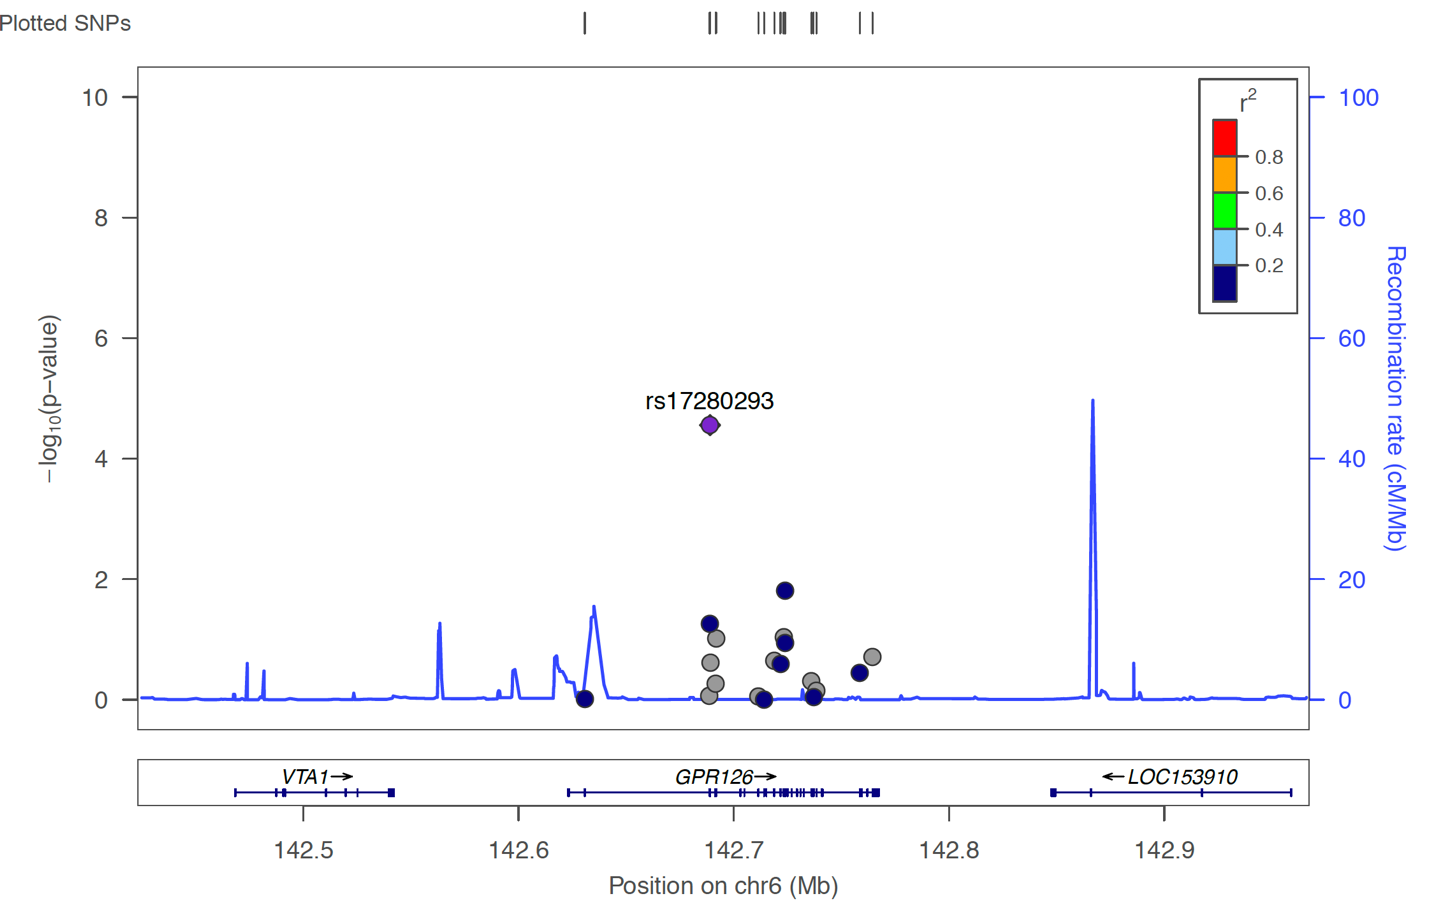 Plotted SNPs
10
8
6
4
2
0
−log10(p−value)
rs17280293
r2
0.8
0.6
0.4
0.2
100
80
60
40
20
0
Recombination rate (cM/Mb)
VTA1→
GPR126→
←LOC153910
142.5 142.6 142.7 142.8 142.9
Position on chr6 (Mb)